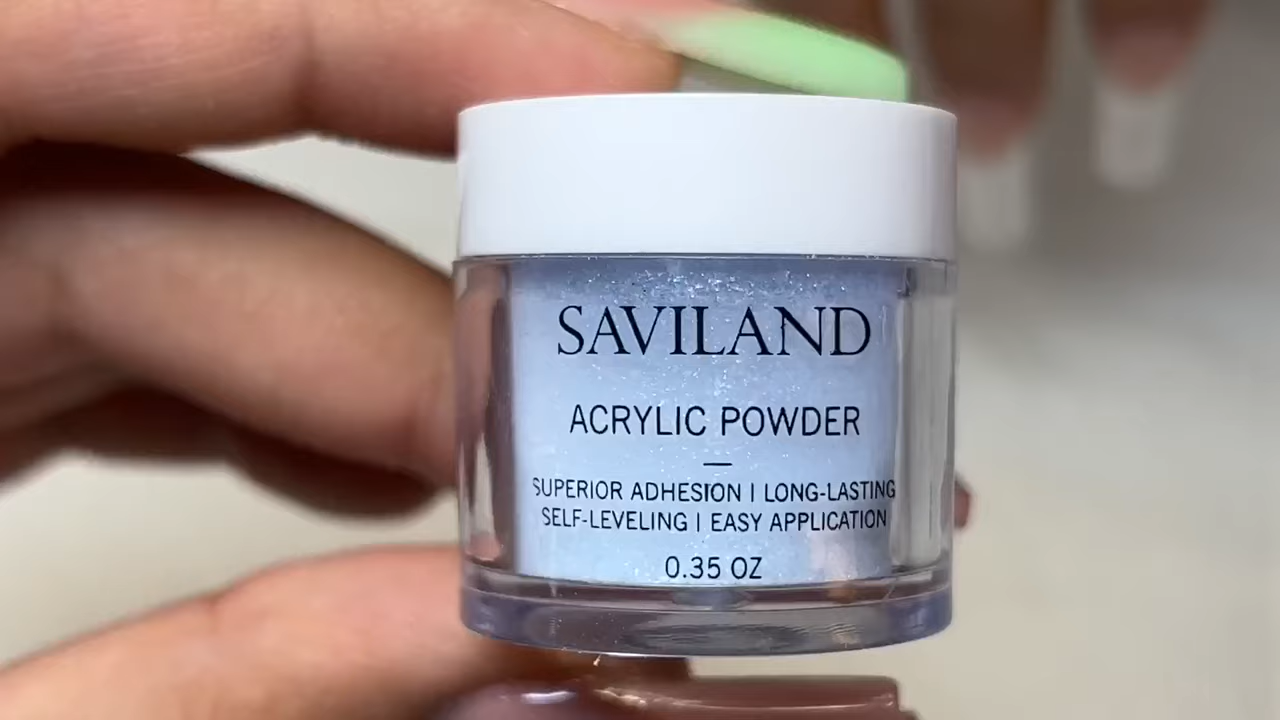 SAVILAND
ACRYLIC POWDER
SUPERIOR ADHESION | LONG-LASTING
SELF-LEVELING | EASY APPLICATION
0.35 OZ